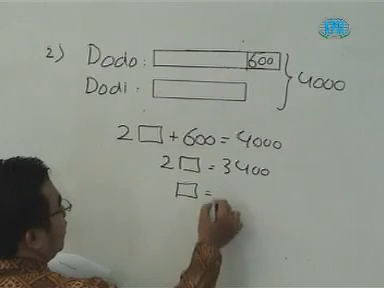 2) Dodo : 600
Dodi : 4000
2 □ + 600 = 4000
2 □ = 3400
□ =